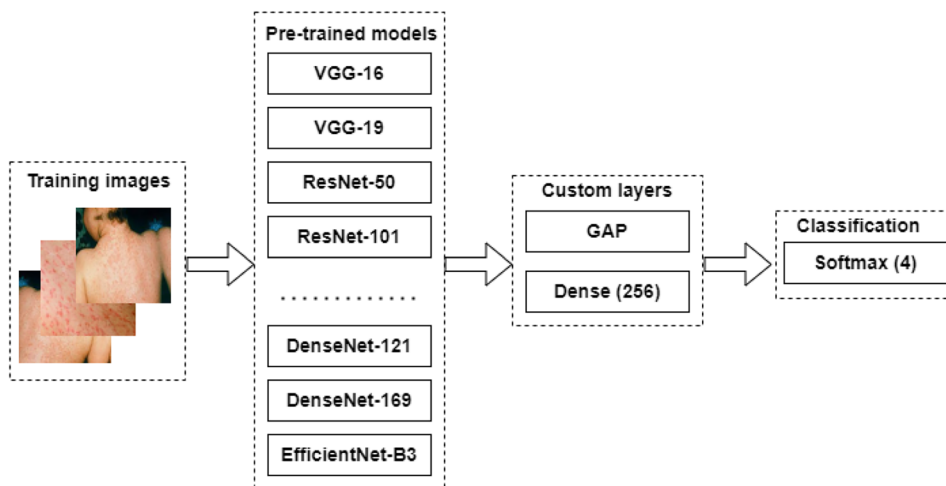 Training images
Pre-trained models
VGG-16
VGG-19
ResNet-50
ResNet-101
.............
DenseNet-121
DenseNet-169
EfficientNet-B3
Custom layers
GAP
Dense (256)
Classification
Softmax (4)